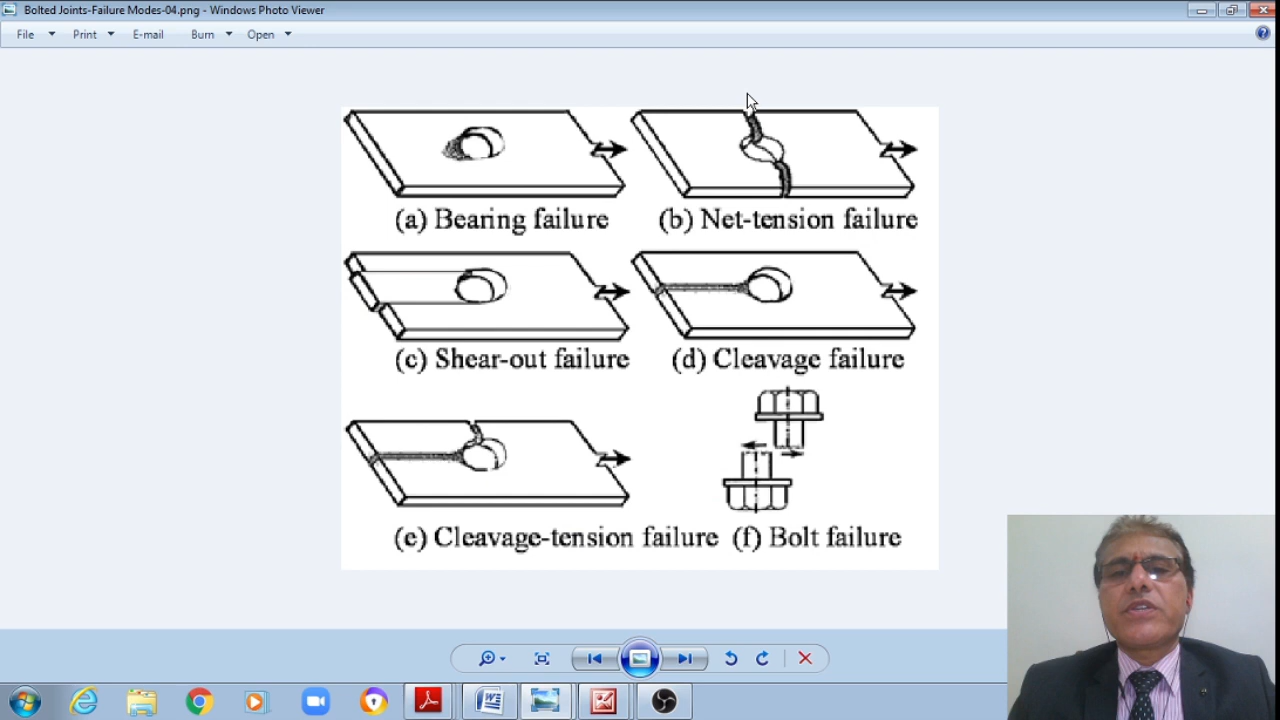 Bolted Joints-Failure Modes-04.png - Windows Photo Viewer
File Print E-mail Burn Open
(a) Bearing failure (b) Net-tension failure
(c) Shear-out failure (d) Cleavage failure
(e) Cleavage-tension failure (f) Bolt failure